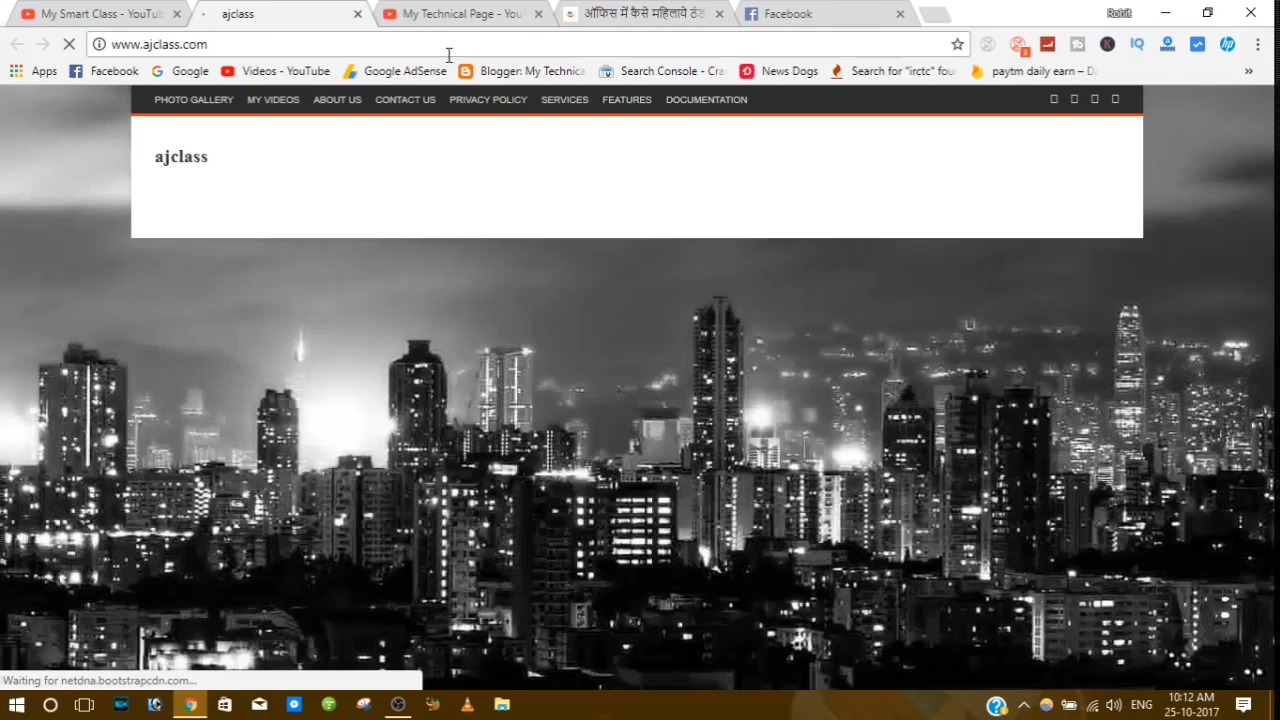 My Smart Class - YouTub
ajclass
My Technical Page - You
ऑफिस में कैसे महिलाये ठंड
Facebook
Rohit
www.ajclass.com
3
Apps
Facebook
Google
Videos - YouTube
Google AdSense
Blogger: My Technica
Search Console - Cra
News Dogs
Search for "irctc" fou
paytm daily earn – Da
»
PHOTO GALLERY MY VIDEOS ABOUT US CONTACT US PRIVACY POLICY SERVICES FEATURES DOCUMENTATION
ajclass
Waiting for netdna.bootstrapcdn.com...
ENG
10:12 AM
25-10-2017